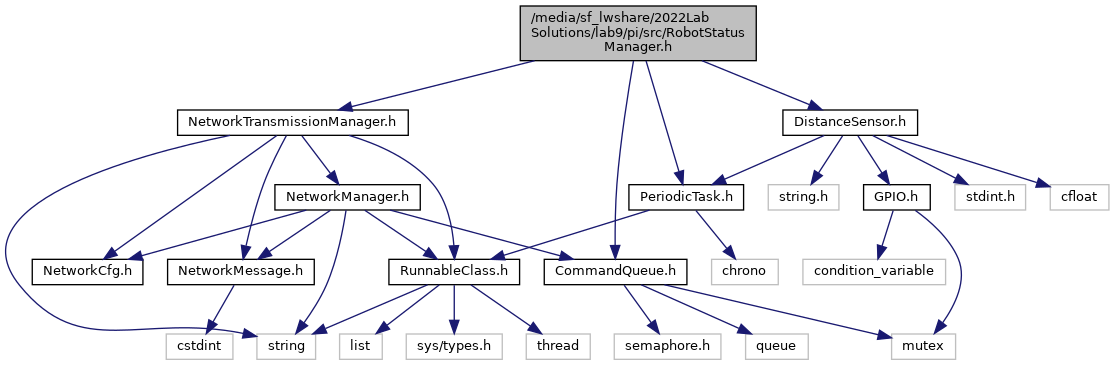 /media/sf_lwshare/2022Lab
Solutions/lab9/pi/src/RobotStatus
Manager.h
NetworkTransmissionManager.h
DistanceSensor.h
NetworkManager.h
PeriodicTask.h
string.h
GPIO.h
stdint.h
cfloat
NetworkCfg.h
NetworkMessage.h
RunnableClass.h
CommandQueue.h
chrono
condition_variable
cstdint
string
list
sys/types.h
thread
semaphore.h
queue
mutex